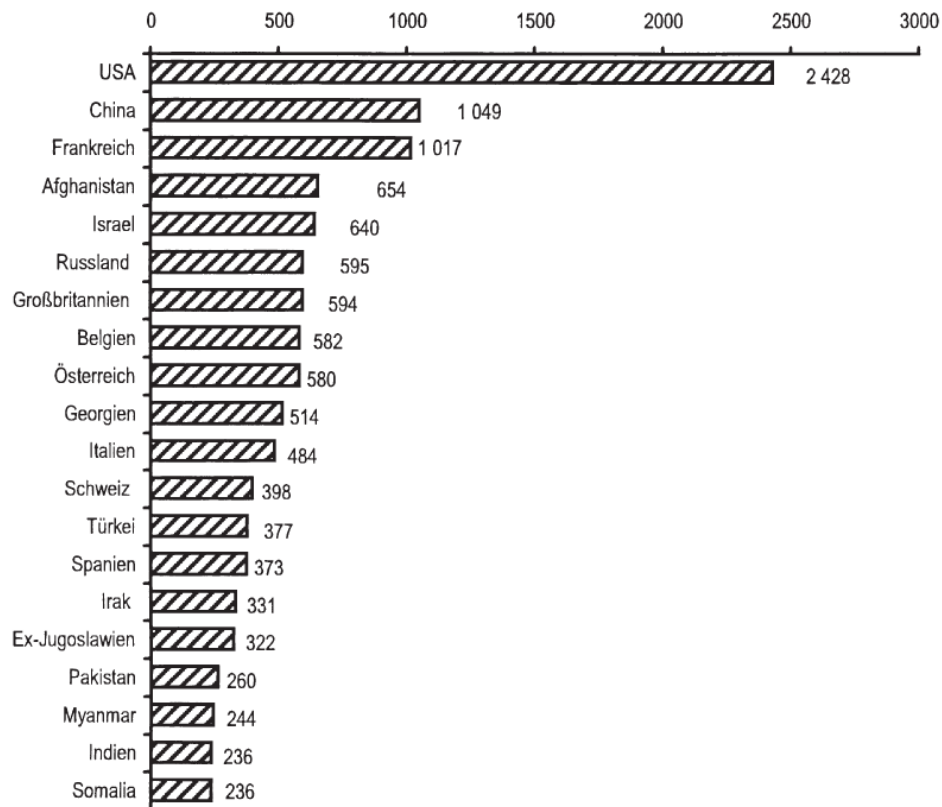 0 500 1000 1500 2000 2500 3000
USA 2 428
China 1 049
Frankreich 1 017
Afghanistan 654
Israel 640
Russland 595
Großbritannien 594
Belgien 582
Österreich 580
Georgien 514
Italien 484
Schweiz 398
Türkei 377
Spanien 373
Irak 331
Ex-Jugoslawien 322
Pakistan 260
Myanmar 244
Indien 236
Somalia 236